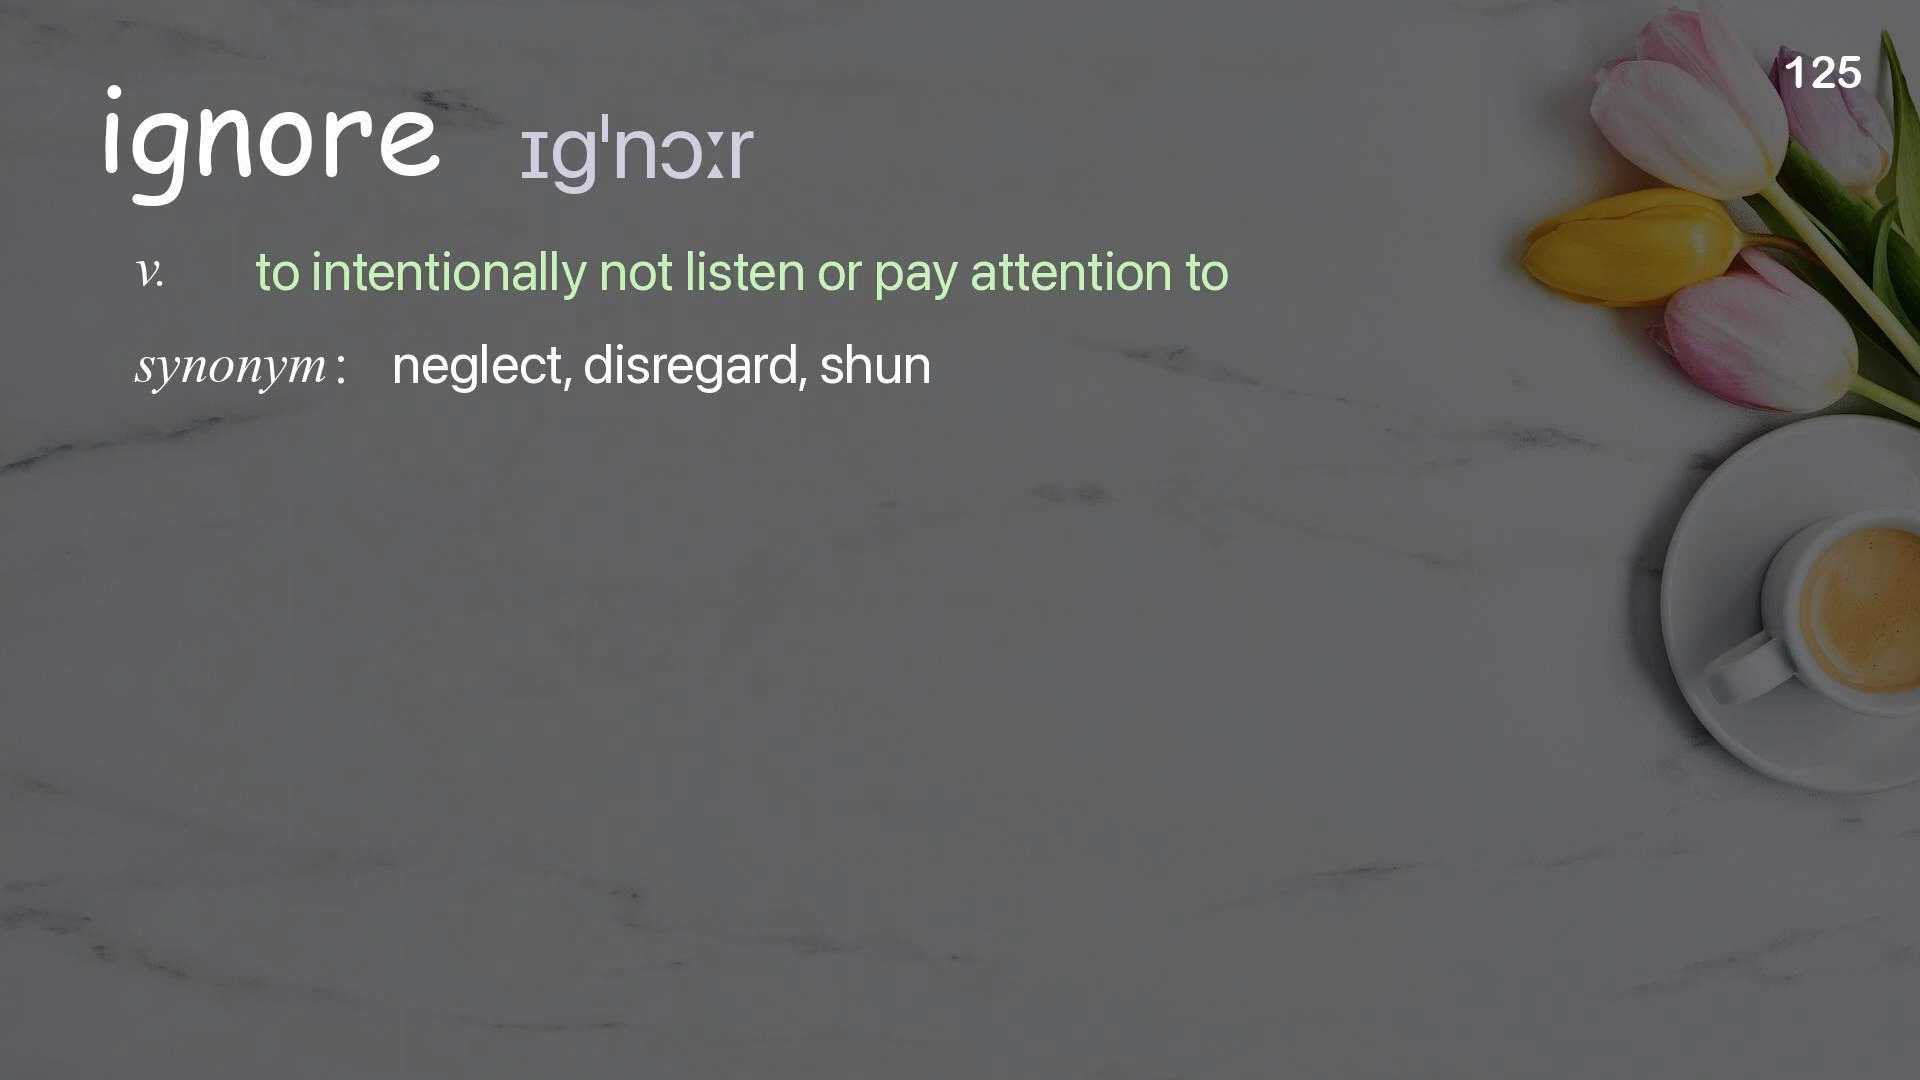 125
ignore ɪgˈnɔːr
v. to intentionally not listen or pay attention to
synonym : neglect, disregard, shun